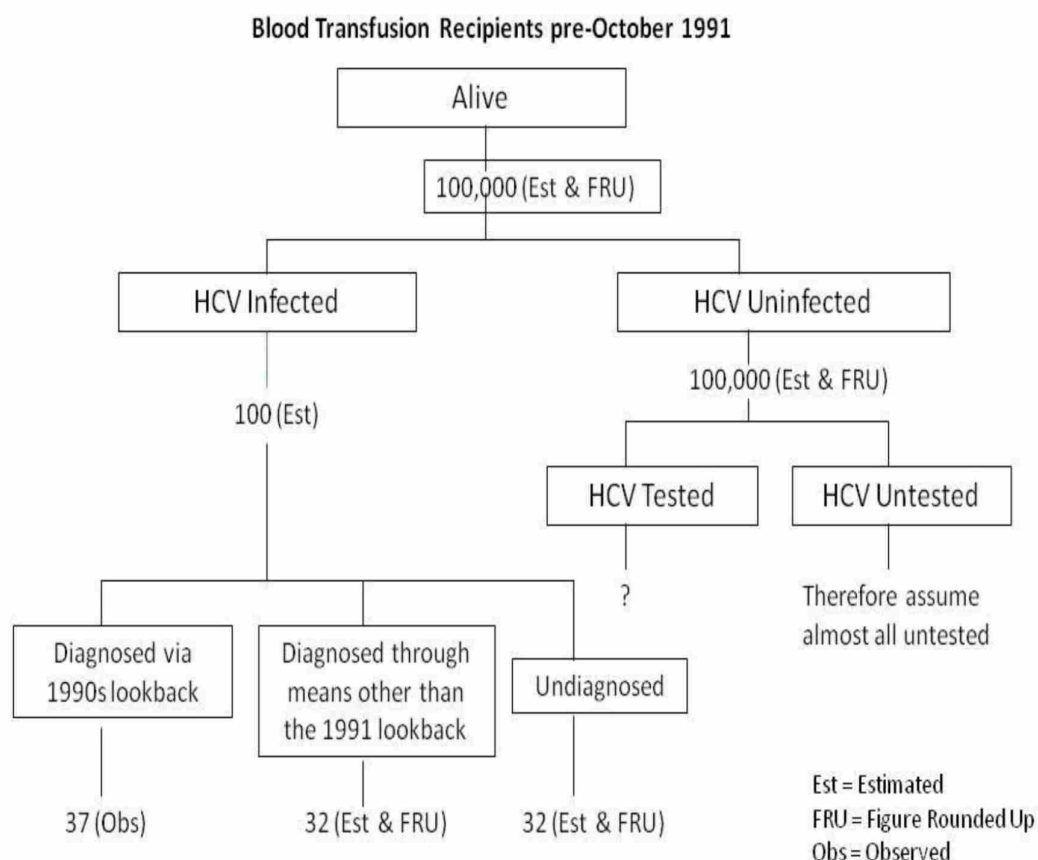 Blood Transfusion Recipients pre-October 1991
Alive
100,000 (Est & FRU)
HCV Infected
HCV Uninfected
100 (Est)
100,000 (Est & FRU)
HCV Tested
HCV Untested
?
Therefore assume
almost all untested
Diagnosed via
1990s lookback
Diagnosed through
means other than
the 1991 lookback
Undiagnosed
37 (Obs)
32 (Est & FRU)
32 (Est & FRU)
Est = Estimated
FRU = Figure Rounded Up
Obs = Observed